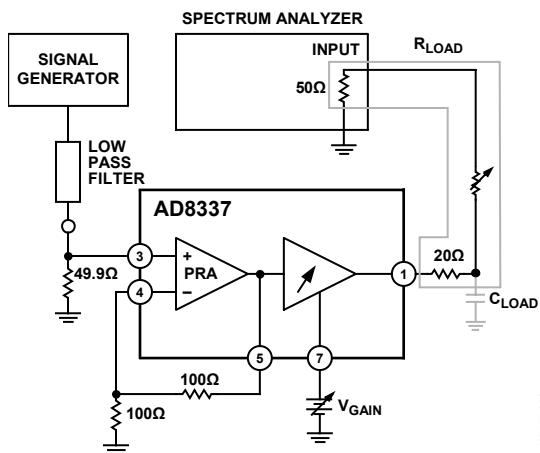 SPECTRUM ANALYZER
SIGNAL
GENERATOR
INPUT
RLOAD
50Ω
LOW
PASS
FILTER
AD8337
3
+
PRA
20Ω
1
49.9Ω
4
–
CLOAD
5
7
100Ω
VGAIN
100Ω